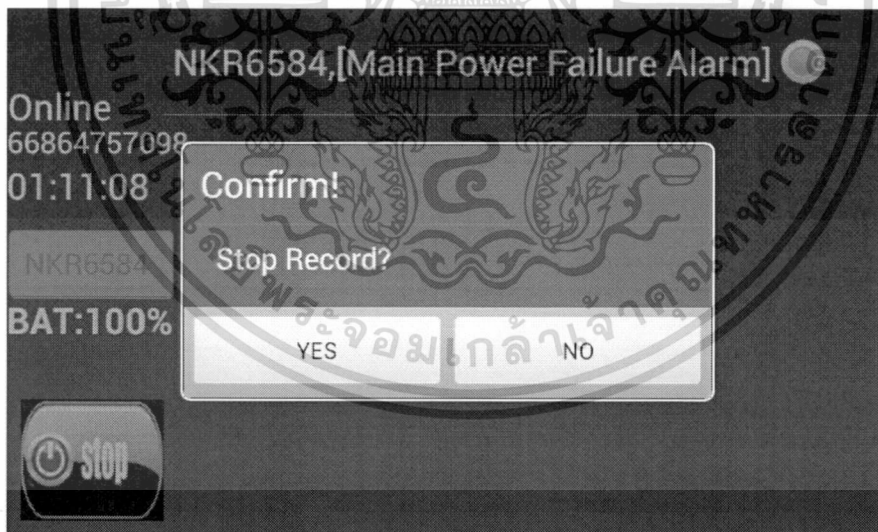 NKR6584,[Main Power Failure Alarm]
Online
66864757098
01:11:08
NKR6584
BAT:100%
Confirm!
Stop Record?
YES
NO
stop